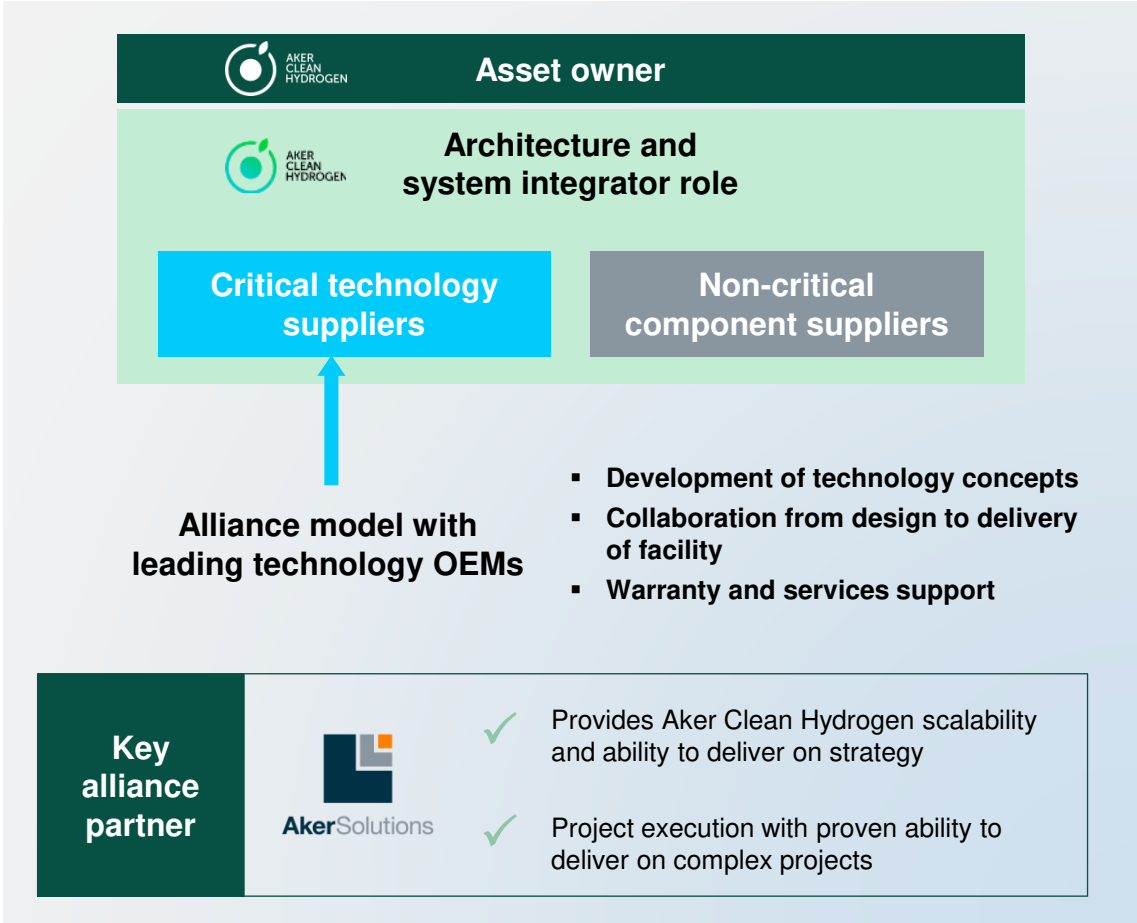 AKER
CLEAN
HYDROGEN
Asset owner
AKER
CLEAN
HYDROGEN
Architecture and
system integrator role
Critical technology
suppliers
Non-critical
component suppliers
Alliance model with
leading technology OEMs
▪ Development of technology concepts
▪ Collaboration from design to delivery
of facility
▪ Warranty and services support
Key
alliance
partner
AkerSolutions
✓ Provides Aker Clean Hydrogen scalability
and ability to deliver on strategy
✓ Project execution with proven ability to
deliver on complex projects